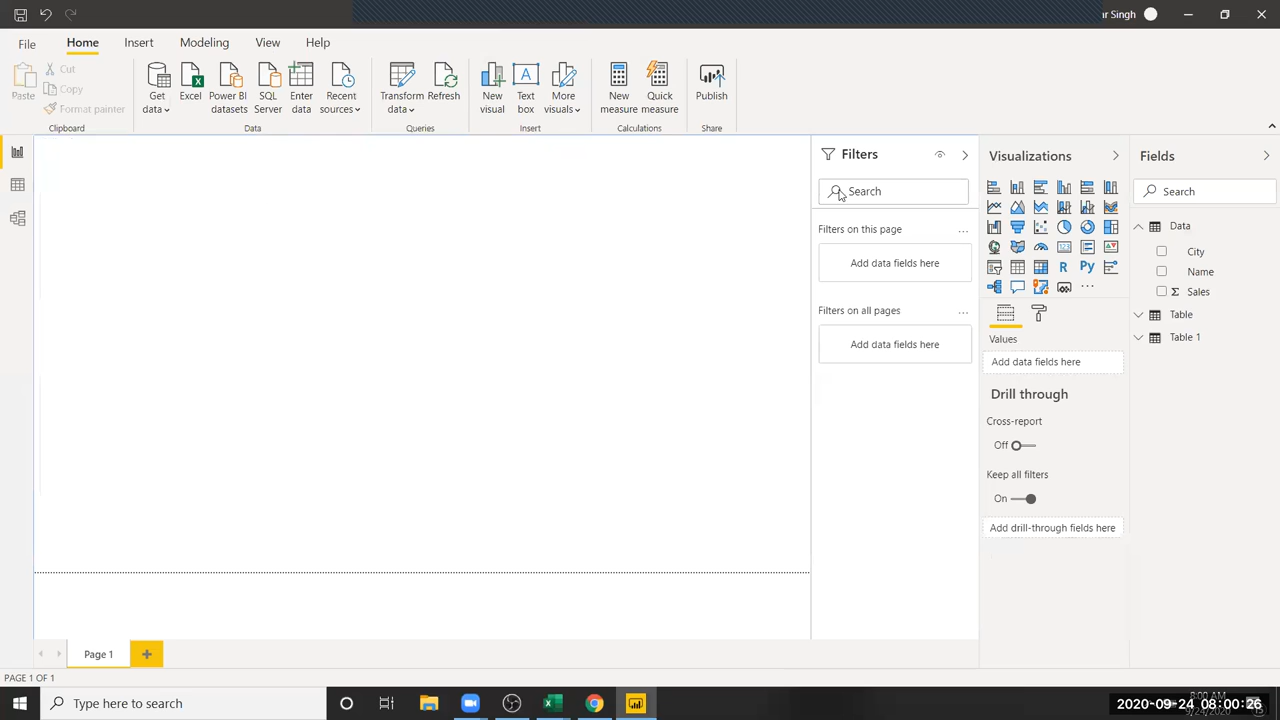 ur Singh
File
Home
Insert
Modeling
View
Help
Paste
Cut
Copy
Format painter
Clipboard
Get data
Excel
Power BI datasets
SQL Server
Enter data
Recent sources
Data
Transform data
Refresh
Queries
New visual
Text box
More visuals
Insert
New measure
Quick measure
Calculations
Publish
Share
Filters
Search
Filters on this page
...
Add data fields here
Filters on all pages
...
Add data fields here
Visualizations
R
Py
...
Values
Add data fields here
Drill through
Cross-report
Off
Keep all filters
On
Add drill-through fields here
Fields
Search
Data
City
Name
Σ Sales
Table
Table 1
Page 1
PAGE 1 OF 1
Type here to search
2020-09-24 08:00:26